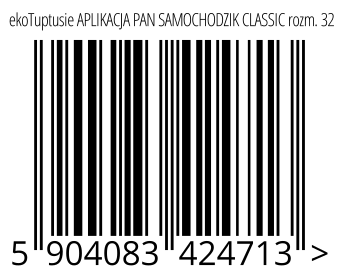 ekoTuptusie APLIKACJA PAN SAMOCHODZIK CLASSIC rozm. 32
5 904083 424713 >